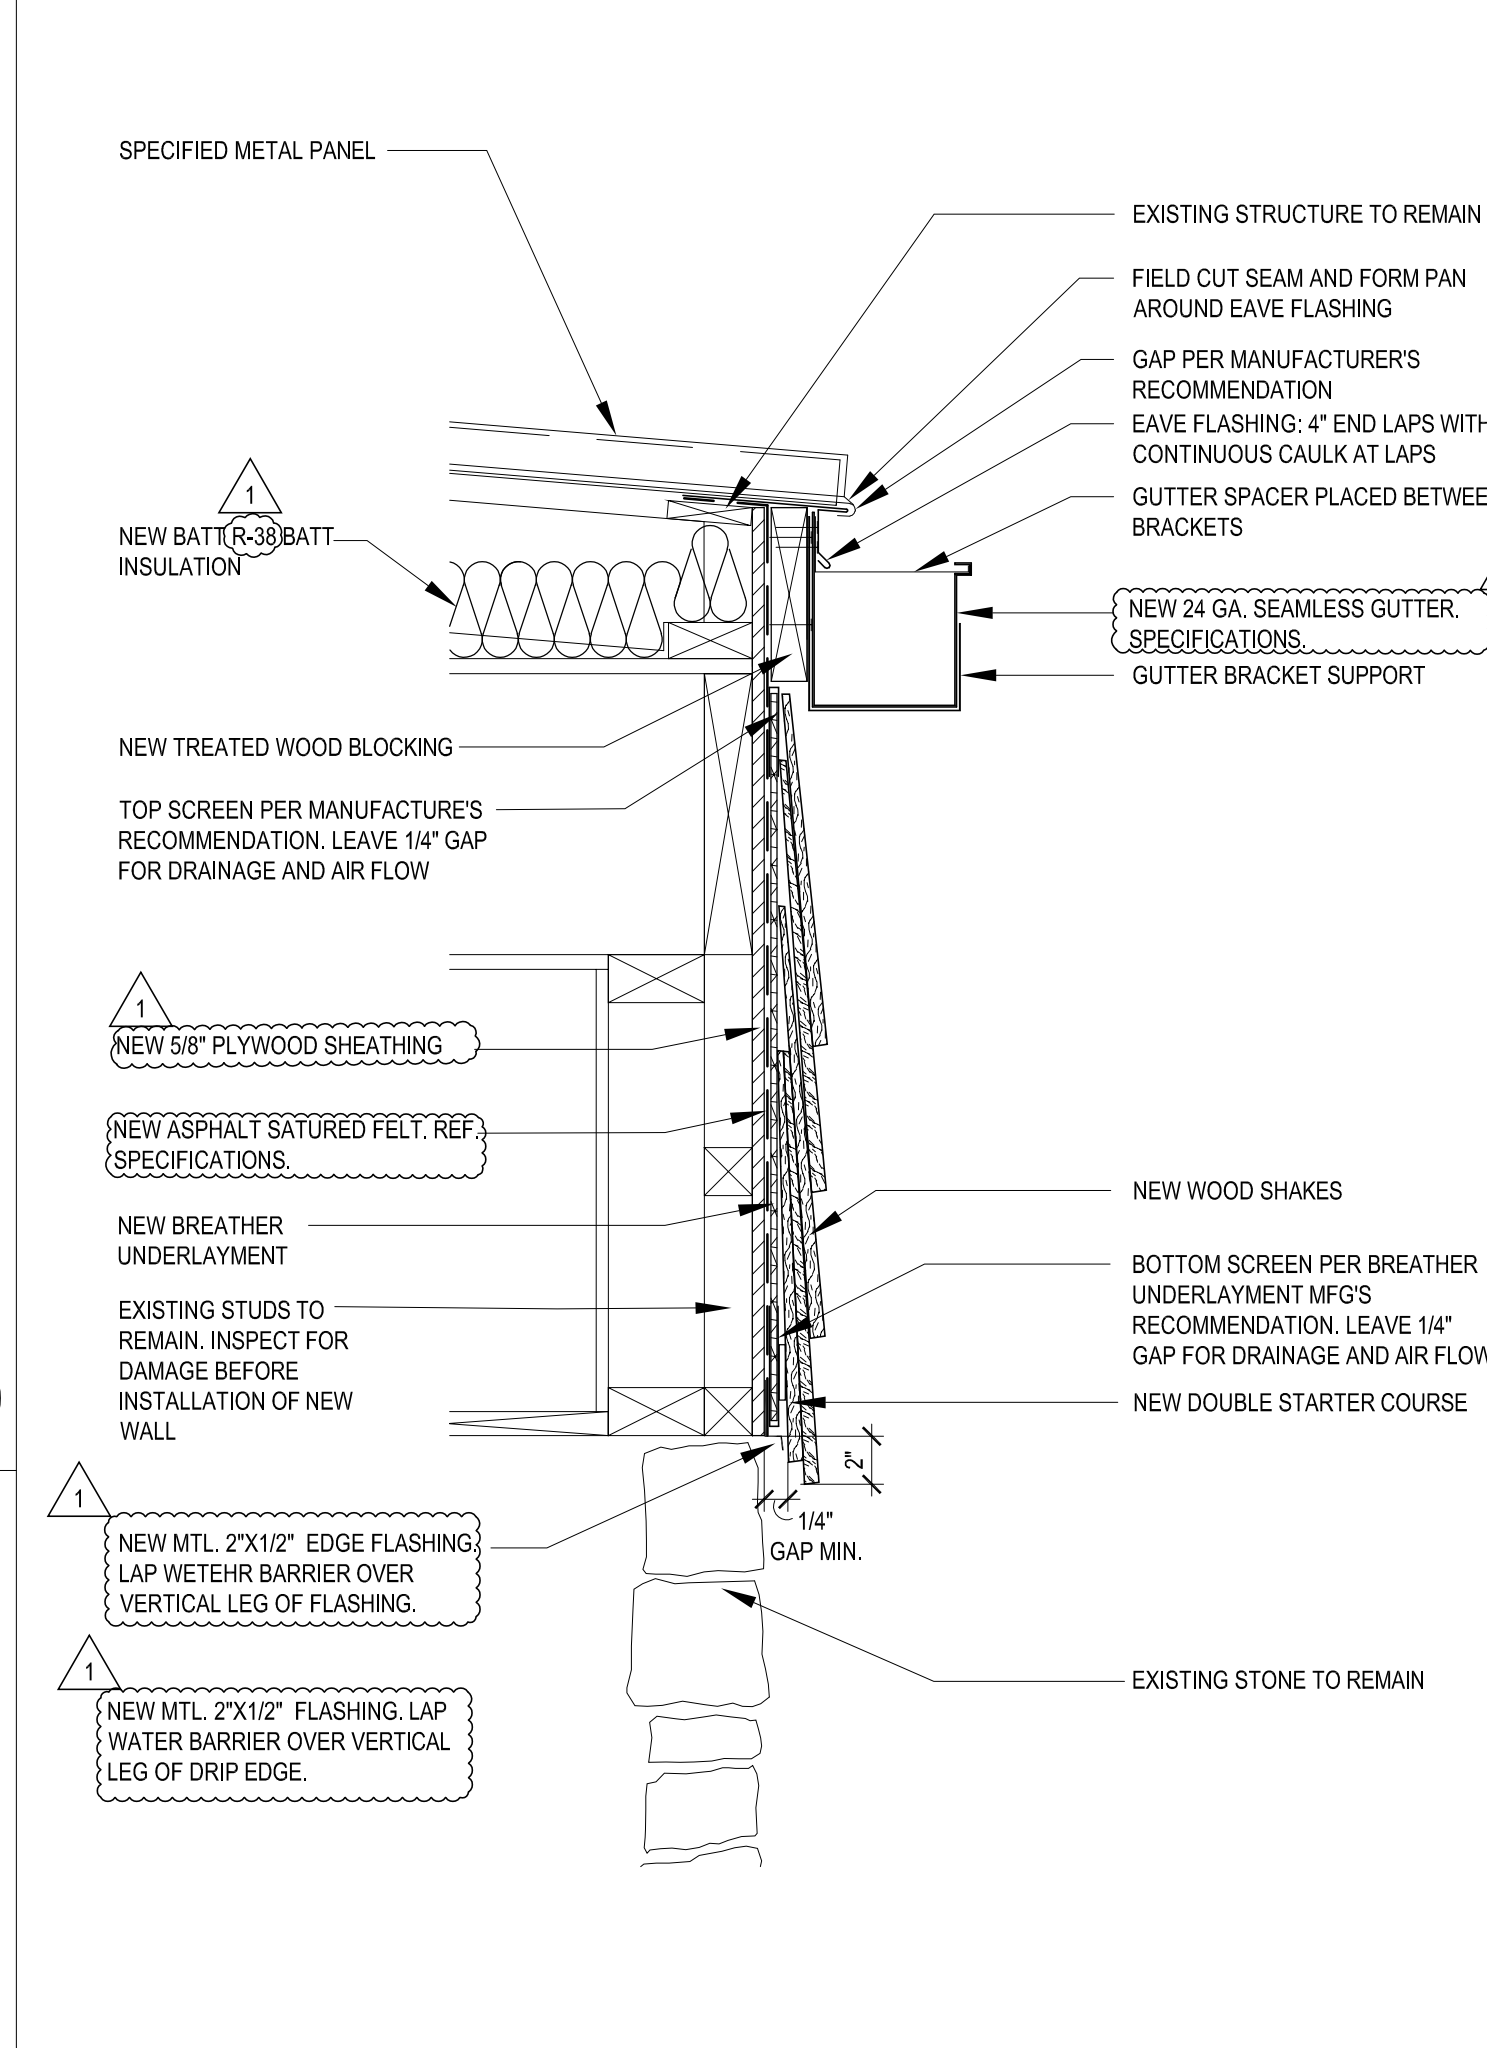 SPECIFIED METAL PANEL
EXISTING STRUCTURE TO REMAIN
FIELD CUT SEAM AND FORM PAN
AROUND EAVE FLASHING
GAP PER MANUFACTURER'S
RECOMMENDATION
EAVE FLASHING: 4" END LAPS WITH
CONTINUOUS CAULK AT LAPS
GUTTER SPACER PLACED BETWEE
BRACKETS
1
NEW BATT R-38 BATT
INSULATION
NEW 24 GA. SEAMLESS GUTTER.
SPECIFICATIONS.
GUTTER BRACKET SUPPORT
NEW TREATED WOOD BLOCKING
TOP SCREEN PER MANUFACTURE'S
RECOMMENDATION. LEAVE 1/4" GAP
FOR DRAINAGE AND AIR FLOW
1
NEW 5/8" PLYWOOD SHEATHING
NEW ASPHALT SATURED FELT. REF.
SPECIFICATIONS.
NEW BREATHER
UNDERLAYMENT
EXISTING STUDS TO
REMAIN. INSPECT FOR
DAMAGE BEFORE
INSTALLATION OF NEW
WALL
NEW WOOD SHAKES
BOTTOM SCREEN PER BREATHER
UNDERLAYMENT MFG'S
RECOMMENDATION. LEAVE 1/4"
GAP FOR DRAINAGE AND AIR FLOW
NEW DOUBLE STARTER COURSE
2"
1/4"
GAP MIN.
1
NEW MTL. 2"X1/2" EDGE FLASHING.
LAP WETEHR BARRIER OVER
VERTICAL LEG OF FLASHING.
1
NEW MTL. 2"X1/2" FLASHING. LAP
WATER BARRIER OVER VERTICAL
LEG OF DRIP EDGE.
EXISTING STONE TO REMAIN